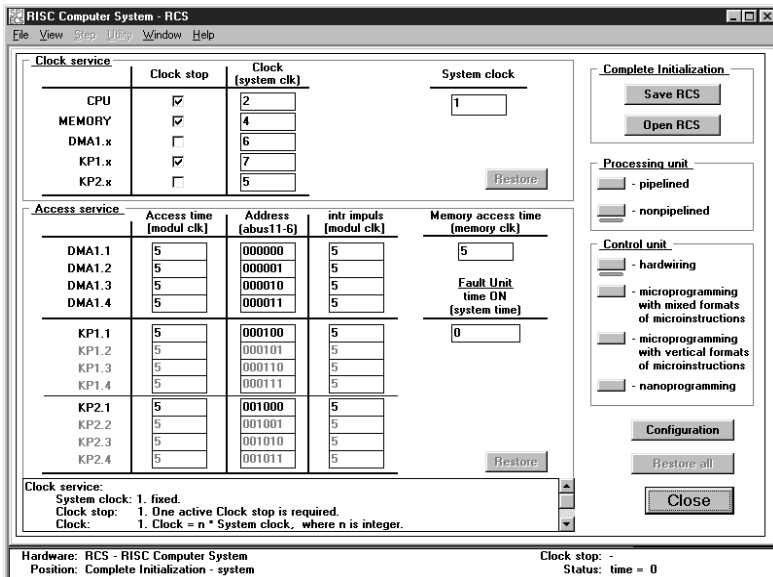 RISC Computer System - RCS
File View Step Utility Window Help
Clock service
Clock stop Clock (system clk) System clock
CPU 2 1
MEMORY 4
DMA1.x 6
KP1.x 7
KP2.x 5
Restore
Complete Initialization
Save RCS
Open RCS
Processing unit
- pipelined
- nonpipelined
Access service
Access time (modul clk) Address (abus11-6) intr impuls (modul clk) Memory access time (memory clk)
DMA1.1 5 000000 5 5
DMA1.2 5 000001 5
DMA1.3 5 000010 5
DMA1.4 5 000011 5
Fault Unit
time ON
(system time)
0
KP1.1 5 000100 5
KP1.2 5 000101 5
KP1.3 5 000110 5
KP1.4 5 000111 5
KP2.1 5 001000 5
KP2.2 5 001001 5
KP2.3 5 001010 5
KP2.4 5 001011 5
Restore
Control unit
- hardwiring
- microprogramming
with mixed formats
of microinstructions
- microprogramming
with vertical formats
of microinstructions
- nanoprogramming
Configuration
Restore all
Close
Clock service:
System clock: 1. fixed.
Clock stop: 1. One active Clock stop is required.
Clock: 1. Clock = n * System clock, where n is integer.
Hardware: RCS - RISC Computer System Clock stop: -
Position: Complete Initialization - system Status: time = 0